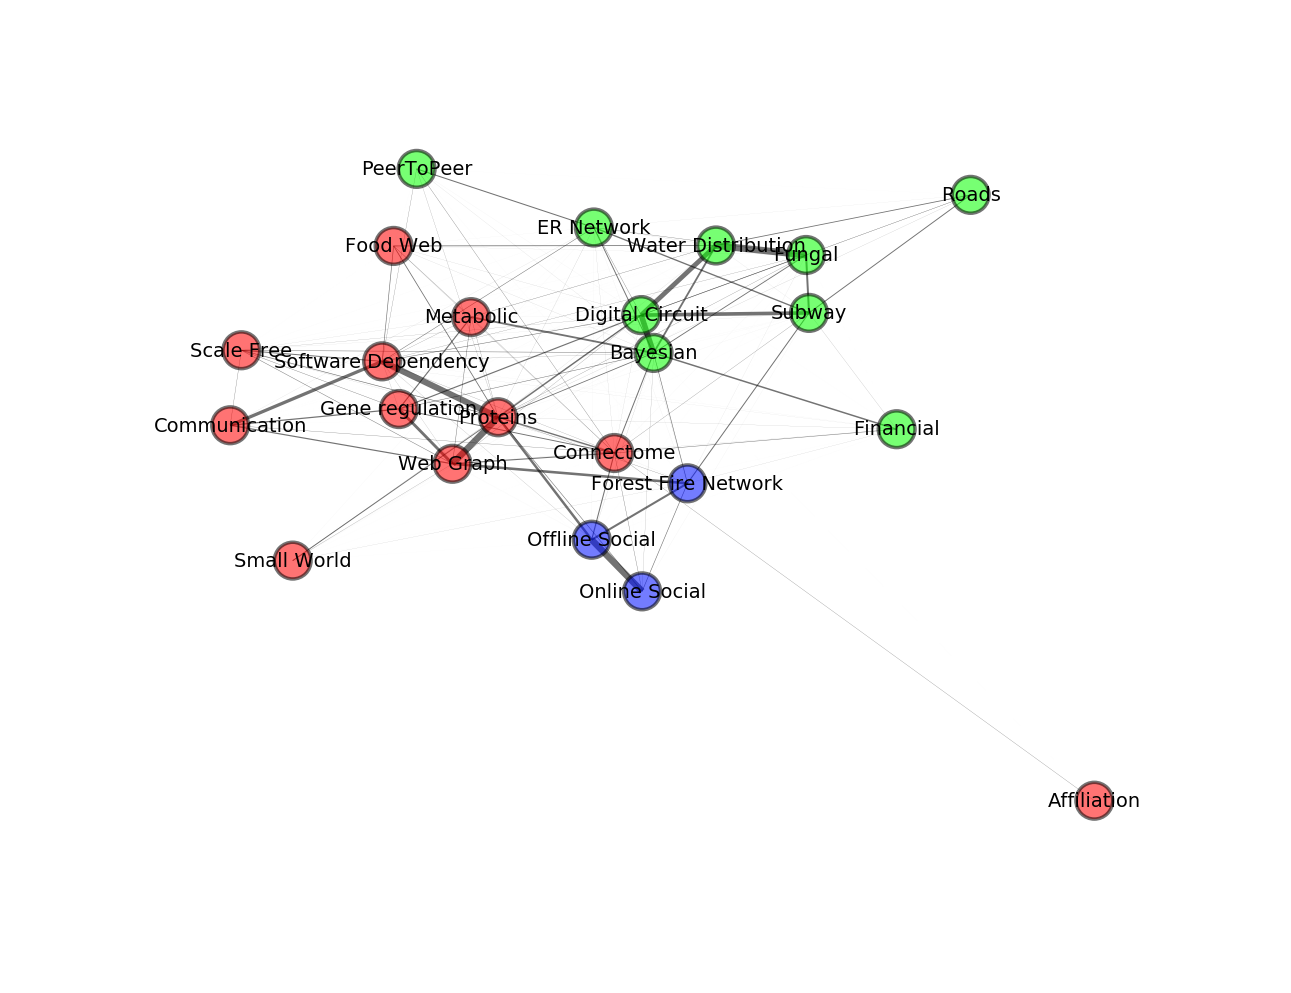 PeerToPeer
Roads
ER Network
Food Web
Water Distribution
Fungal
Metabolic
Digital Circuit
Subway
Scale Free
Bayesian
Software Dependency
Gene regulation
Proteins
Communication
Financial
Connectome
Web Graph
Forest Fire Network
Offline Social
Small World
Online Social
Affiliation